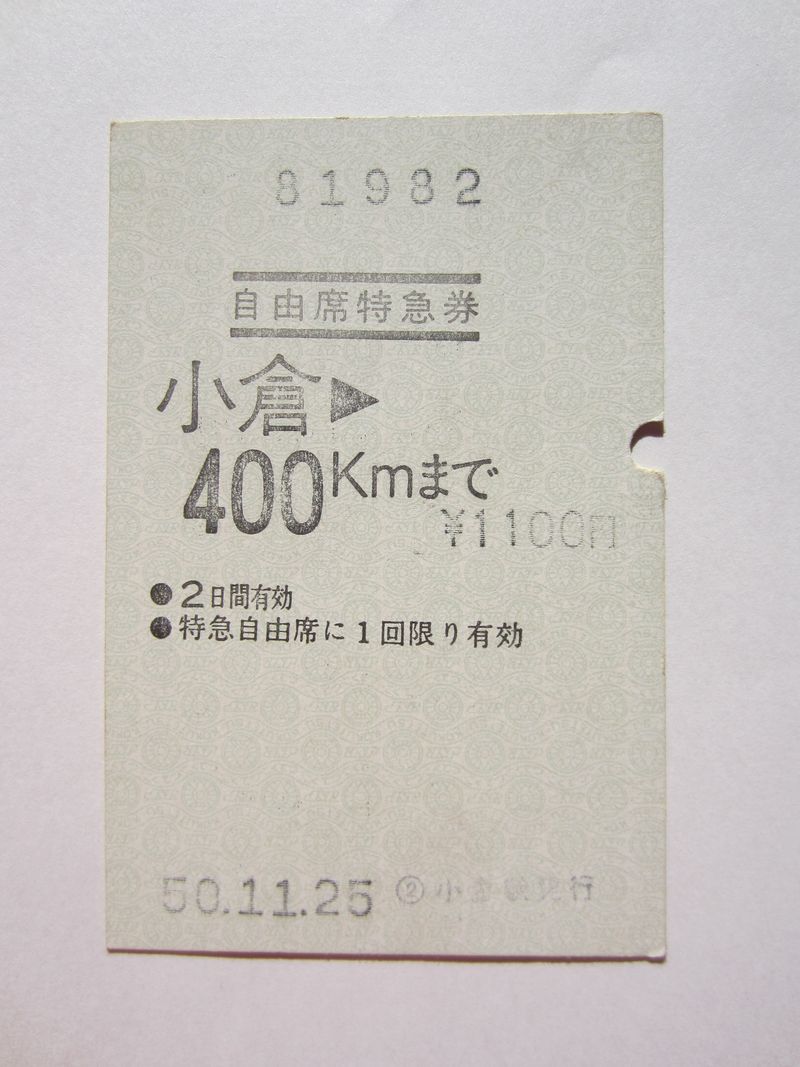 81982
自由席特急券
小倉▶
400Kmまで
¥1100円
●2日間有効
●特急自由席に1回限り有効
50.11.25 ②小倉駅発行